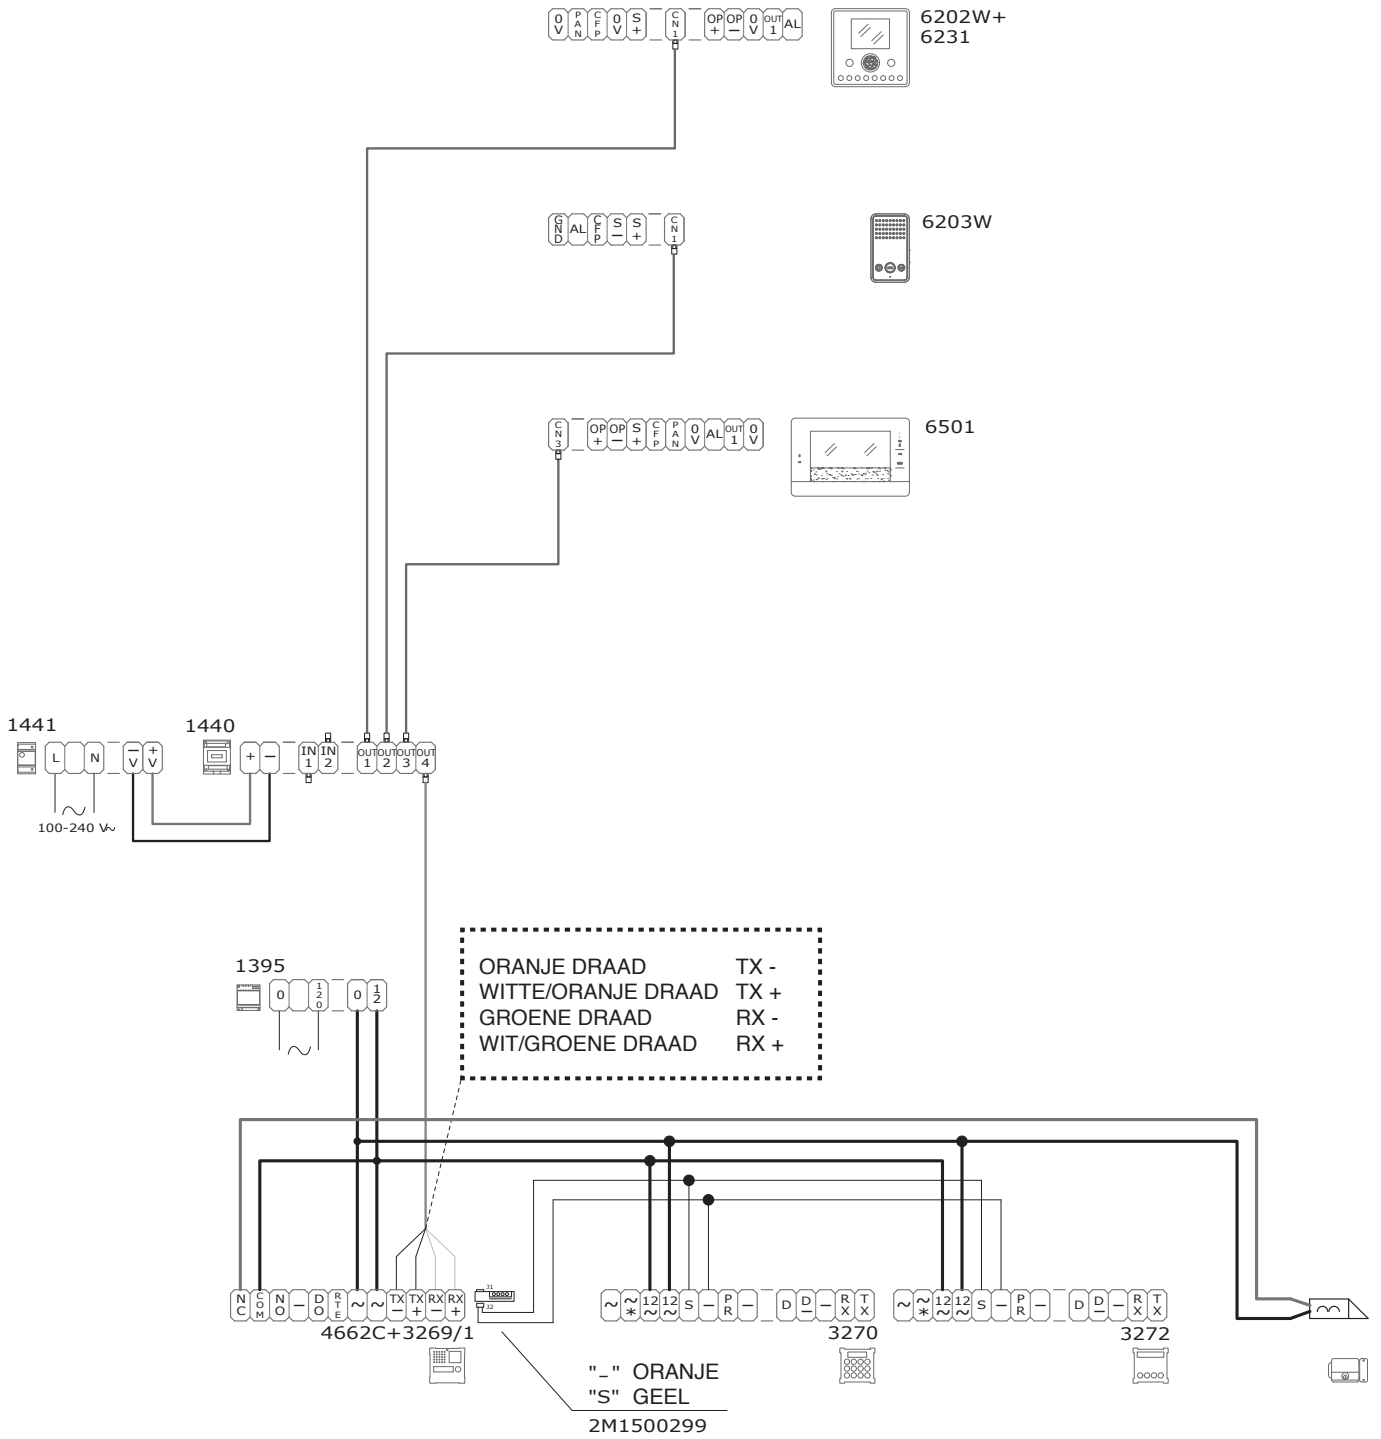 0V PAN CFP 0V S+ CN1 OP+ OP− 0V OUT1 AL
6202W+
6231
GND AL CFP S− S+ CN1
6203W
CN3 OP+ OP− S+ CFP PAN 0V AL OUT1 0V
6501
1441
1440
L N −V +V
+ − IN1 IN2 OUT1 OUT2 OUT3 OUT4
100-240 V~
1395
0 120 0 12
ORANJE DRAAD TX -
WITTE/ORANJE DRAAD TX +
GROENE DRAAD RX -
WIT/GROENE DRAAD RX +
NC COM NO − DO RTE ~ ~ TX− TX+ RX− RX+
J1
J2
~ ~* 12~ 12~ S − PR − D D− − RX TX
~ ~* 12~ 12~ S − PR − D D− − RX TX
4662C+3269/1
3270
3272
"-" ORANJE
"S" GEEL
2M1500299